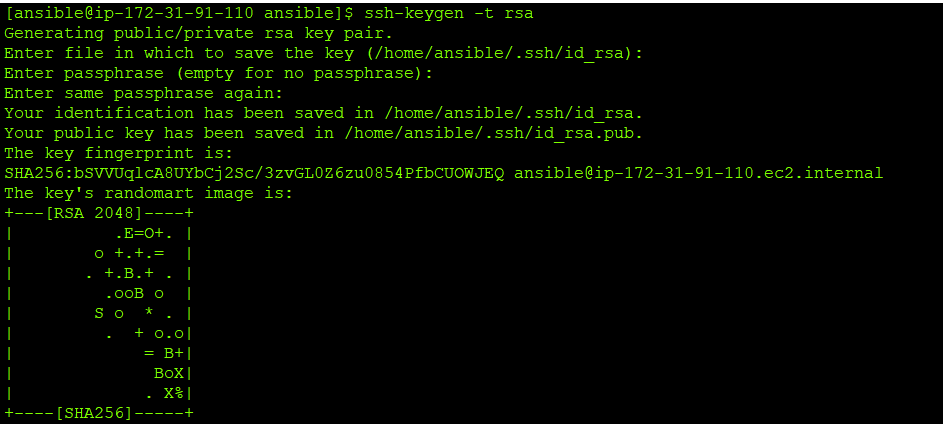 [ansible@ip-172-31-91-110 ansible]$ ssh-keygen -t rsa
Generating public/private rsa key pair.
Enter file in which to save the key (/home/ansible/.ssh/id_rsa):
Enter passphrase (empty for no passphrase):
Enter same passphrase again:
Your identification has been saved in /home/ansible/.ssh/id_rsa.
Your public key has been saved in /home/ansible/.ssh/id_rsa.pub.
The key fingerprint is:
SHA256:bSVVUqlcA8UYbCj2Sc/3zvGL0Z6zu0854PfbCUOWJEQ ansible@ip-172-31-91-110.ec2.internal
The key's randomart image is:
+---[RSA 2048]----+
|          .E=O+. |
|        o +.+.=  |
|       . +.B.+ . |
|         .ooB o  |
|        S o  * . |
|         .  + o.o|
|             = B+|
|              BoX|
|             . X%|
+----[SHA256]-----+